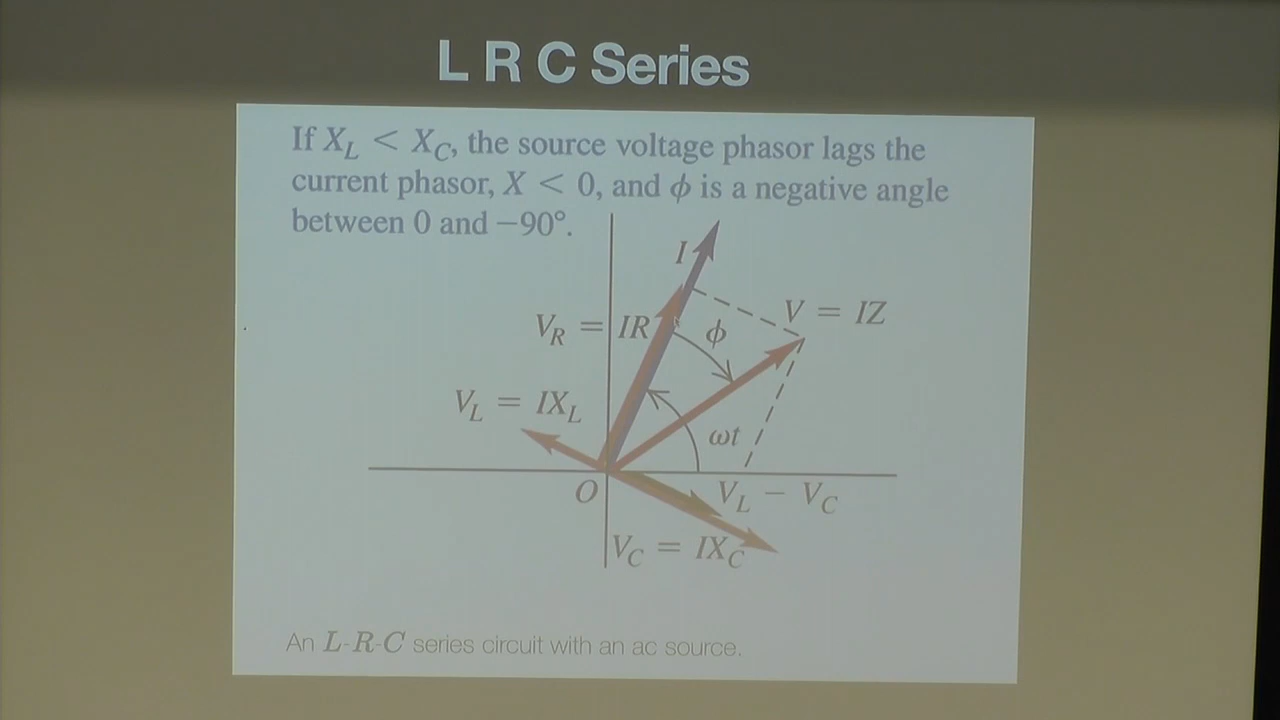 L R C Series
If X_L < X_C, the source voltage phasor lags the
current phasor, X < 0, and ϕ is a negative angle
between 0 and −90°.
I
V = IZ
V_R = IR
ϕ
V_L = IX_L
ωt
O
V_L − V_C
V_C = IX_C
An L-R-C series circuit with an ac source.